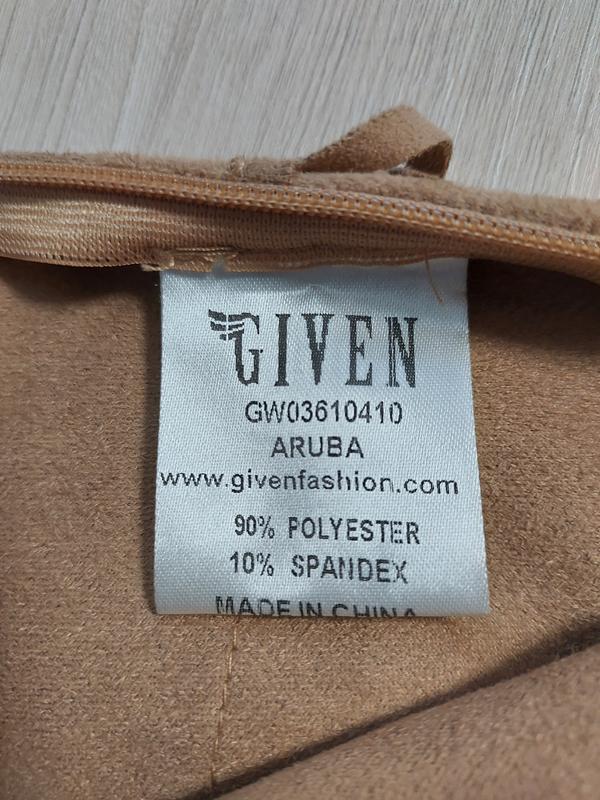 GIVEN
GW03610410
ARUBA
www.givenfashion.com
90% POLYESTER
10% SPANDEX
MADE IN CHINA